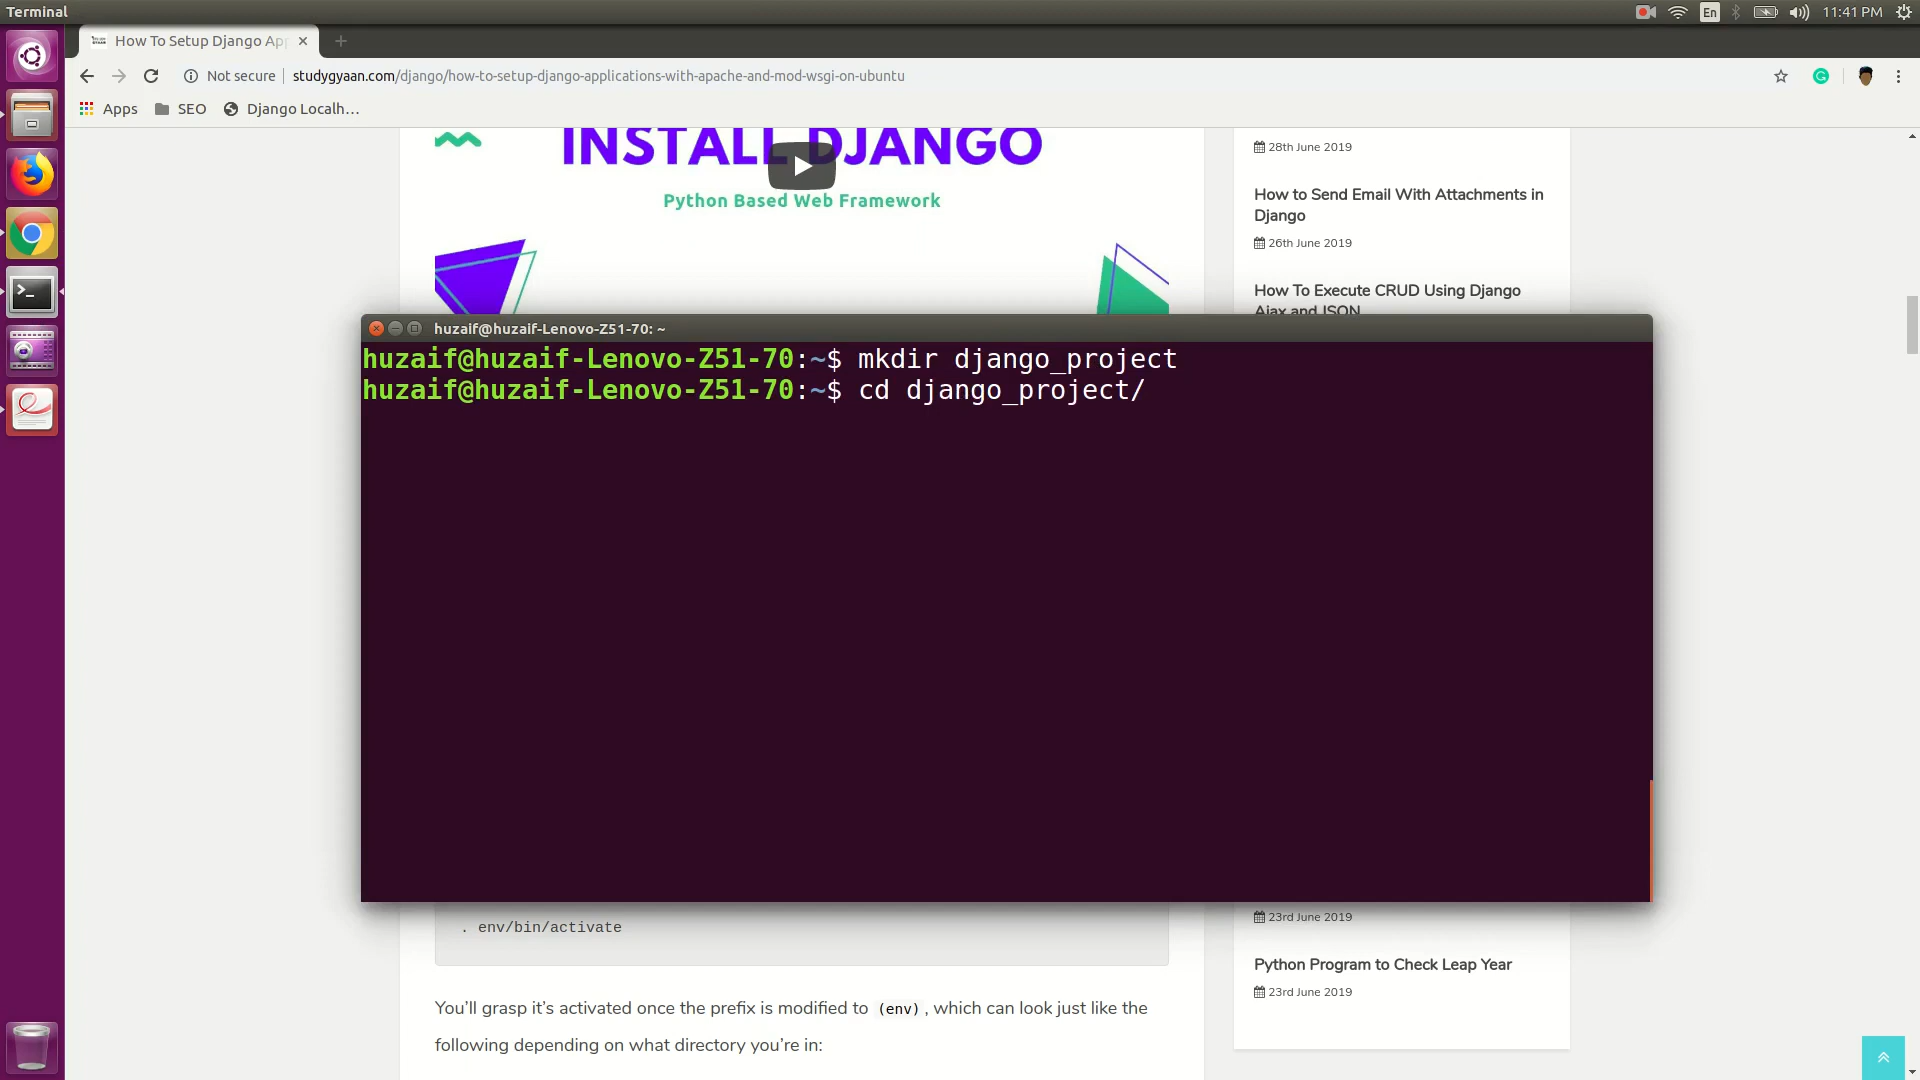 Terminal
En
11:41 PM
How To Setup Django App
Not secure
studygyaan.com/django/how-to-setup-django-applications-with-apache-and-mod-wsgi-on-ubuntu
Apps
SEO
Django Localh…
INSTALL DJANGO
Python Based Web Framework
28th June 2019
How to Send Email With Attachments in
Django
26th June 2019
How To Execute CRUD Using Django
Ajax and JSON
huzaif@huzaif-Lenovo-Z51-70: ~
huzaif@huzaif-Lenovo-Z51-70:~$ mkdir django_project
huzaif@huzaif-Lenovo-Z51-70:~$ cd django_project/
. env/bin/activate
You’ll grasp it’s activated once the prefix is modified to (env), which can look just like the
following depending on what directory you’re in:
23rd June 2019
Python Program to Check Leap Year
23rd June 2019